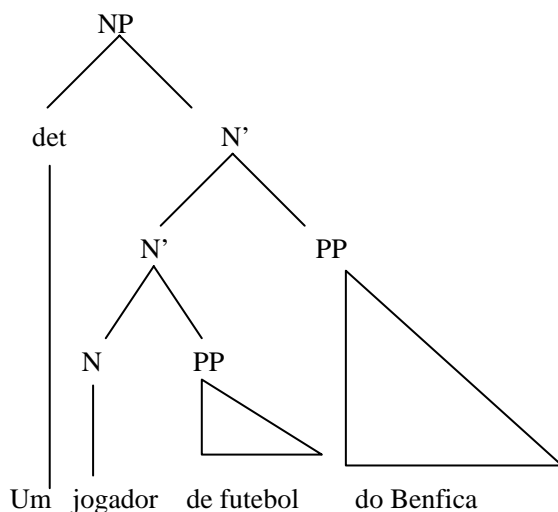 NP
det N’
N’ PP
N PP
Um jogador de futebol do Benfica